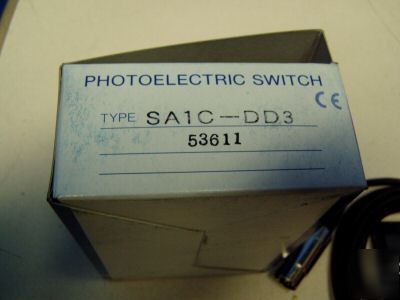 PHOTOELECTRIC SWITCH
CE
TYPE SA1C-DD3
53611